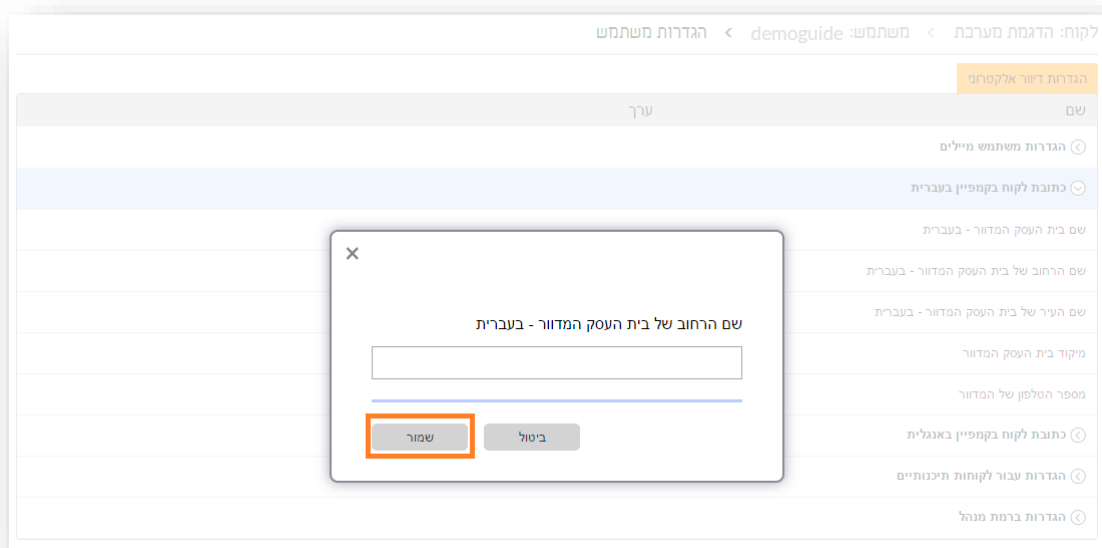 לקוח: הדגמת מערכת > משתמש: demoguide > הגדרות משתמש
הגדרות דיוור אלקטרוני
שם ערך
הגדרות משתמש מיילים
כתובת לקוח בקמפיין בעברית
שם בית העסק המדוור - בעברית
שם הרחוב של בית העסק המדוור - בעברית
שם העיר של בית העסק המדוור - בעברית
מיקוד בית העסק המדוור
מספר הטלפון של המדוור
כתובת לקוח בקמפיין באנגלית
הגדרות עבור לקוחות תיכנותיים
הגדרות ברמת מנהל
×
שם הרחוב של בית העסק המדוור - בעברית
ביטול שמור